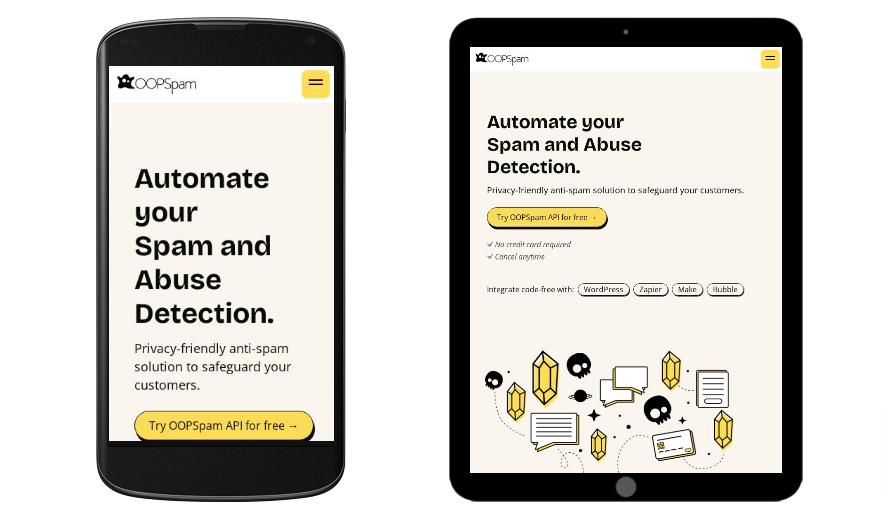 OOPSpam
Automate
your
Spam and
Abuse
Detection.
Privacy-friendly anti-spam
solution to safeguard your
customers.
Try OOPSpam API for free →
OOPSpam
Automate your
Spam and Abuse
Detection.
Privacy-friendly anti-spam solution to safeguard your customers.
Try OOPSpam API for free →
✓ No credit card required
✓ Cancel anytime
Integrate code-free with: WordPress Zapier Make Bubble